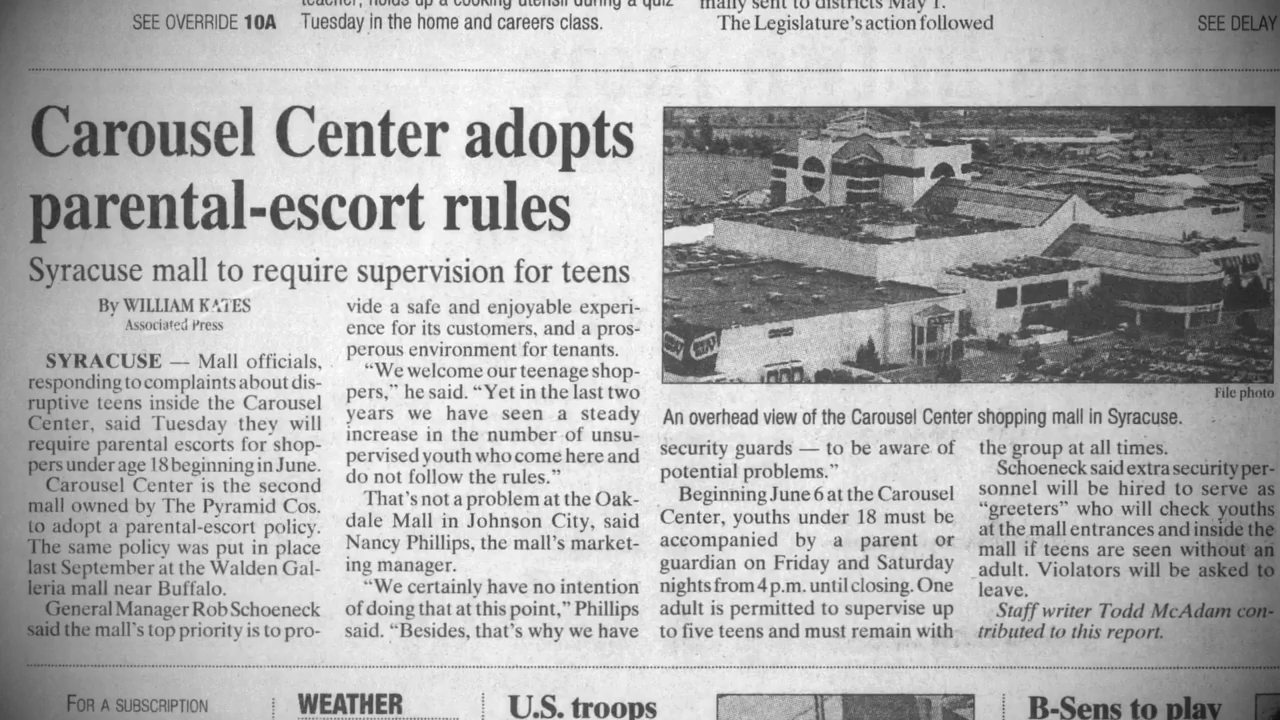 teacher, holds up a cooking utensil during a quiz
SEE OVERRIDE 10A
Tuesday in the home and careers class.
mally sent to districts May 1.
The Legislature's action followed
SEE DELAY
Carousel Center adopts
parental-escort rules
Syracuse mall to require supervision for teens
By WILLIAM KATES
Associated Press
SYRACUSE — Mall officials,
responding to complaints about dis-
ruptive teens inside the Carousel
Center, said Tuesday they will
require parental escorts for shop-
pers under age 18 beginning in June.
Carousel Center is the second
mall owned by The Pyramid Cos.
to adopt a parental-escort policy.
The same policy was put in place
last September at the Walden Gal-
leria mall near Buffalo.
General Manager Rob Schoeneck
said the mall's top priority is to pro-
vide a safe and enjoyable experi-
ence for its customers, and a pros-
perous environment for tenants.
"We welcome our teenage shop-
pers," he said. "Yet in the last two
years we have seen a steady
increase in the number of unsu-
pervised youth who come here and
do not follow the rules."
That's not a problem at the Oak-
dale Mall in Johnson City, said
Nancy Phillips, the mall's market-
ing manager.
"We certainly have no intention
of doing that at this point," Phillips
said. "Besides, that's why we have
File photo
An overhead view of the Carousel Center shopping mall in Syracuse.
security guards — to be aware of
potential problems."
Beginning June 6 at the Carousel
Center, youths under 18 must be
accompanied by a parent or
guardian on Friday and Saturday
nights from 4 p.m. until closing. One
adult is permitted to supervise up
to five teens and must remain with
the group at all times.
Schoeneck said extra security per-
sonnel will be hired to serve as
"greeters" who will check youths
at the mall entrances and inside the
mall if teens are seen without an
adult. Violators will be asked to
leave.
Staff writer Todd McAdam con-
tributed to this report.
FOR A SUBSCRIPTION
WEATHER
U.S. troops
B-Sens to play